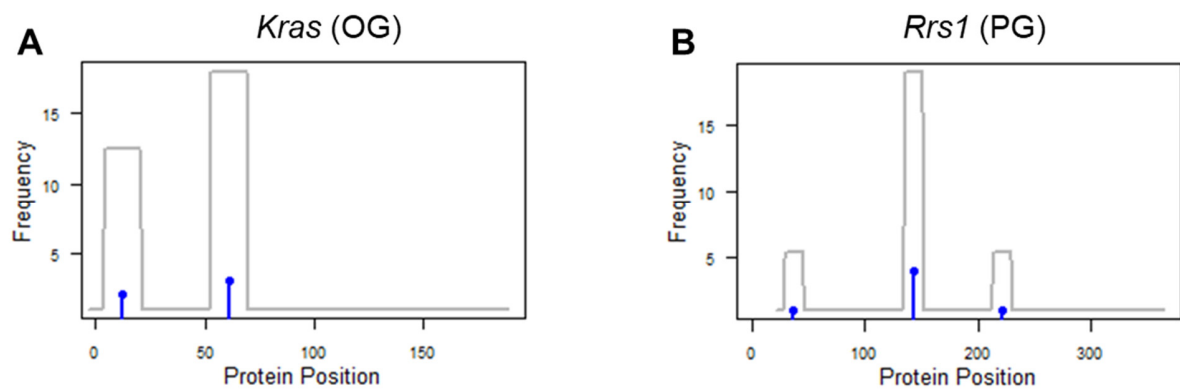 A
Kras (OG)
Frequency
15
10
5
0
50
100
150
Protein Position
B
Rrs1 (PG)
Frequency
15
10
5
0
100
200
300
Protein Position